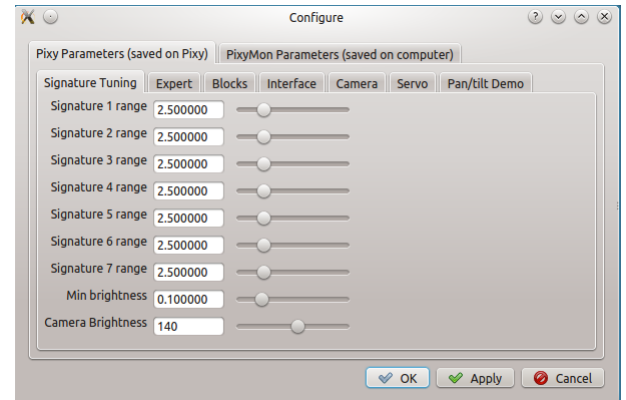 Configure
Pixy Parameters (saved on Pixy) PixyMon Parameters (saved on computer)
Signature Tuning Expert Blocks Interface Camera Servo Pan/tilt Demo
Signature 1 range 2.500000
Signature 2 range 2.500000
Signature 3 range 2.500000
Signature 4 range 2.500000
Signature 5 range 2.500000
Signature 6 range 2.500000
Signature 7 range 2.500000
Min brightness 0.100000
Camera Brightness 140
OK Apply Cancel